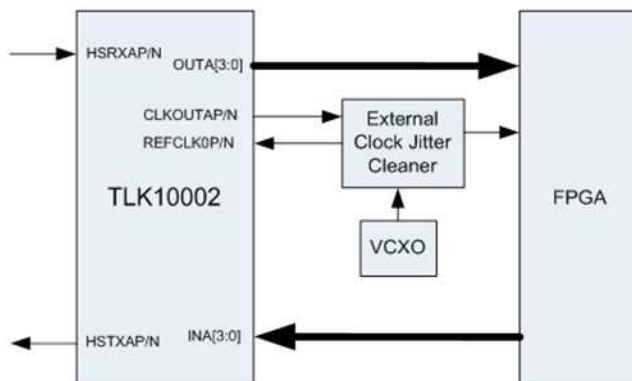 HSRXAP/N
OUTA[3:0]
CLKOUTAP/N
REFCLK0P/N
TLK10002
HSTXAP/N
INA[3:0]
External
Clock Jitter
Cleaner
VCXO
FPGA